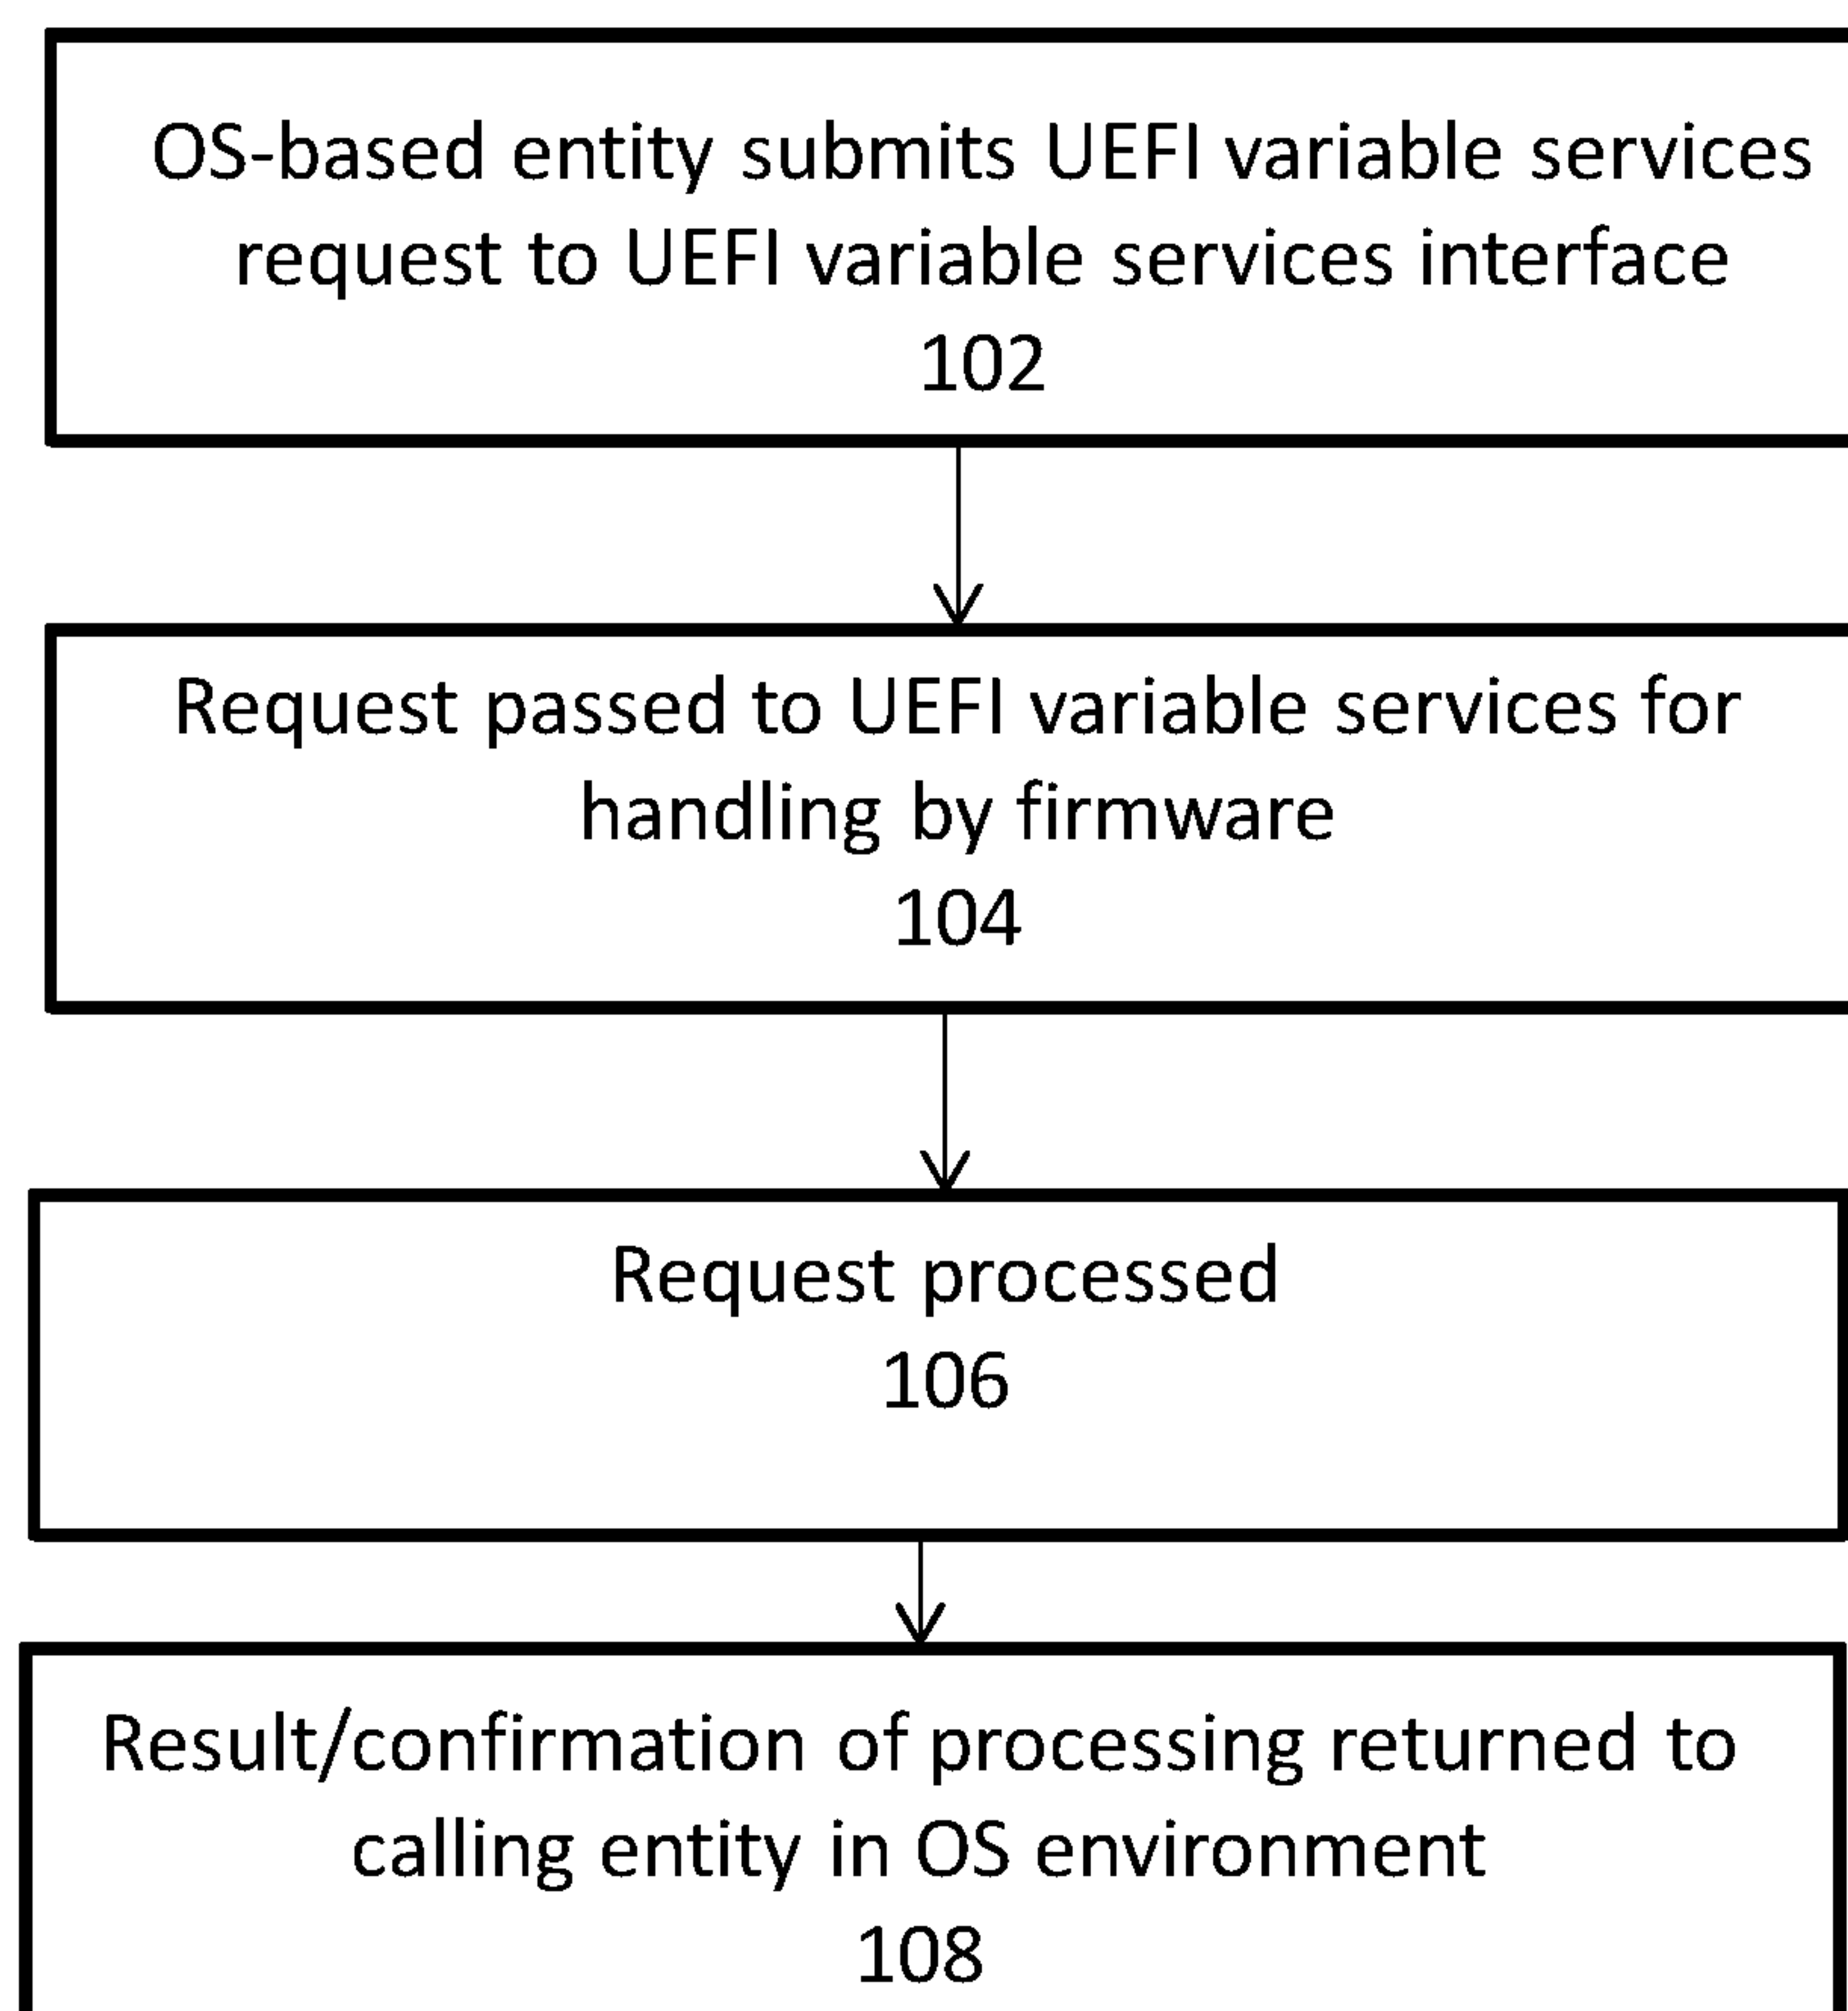 OS-based entity submits UEFI variable services
request to UEFI variable services interface
102
Request passed to UEFI variable services for
handling by firmware
104
Request processed
106
Result/confirmation of processing returned to
calling entity in OS environment
108